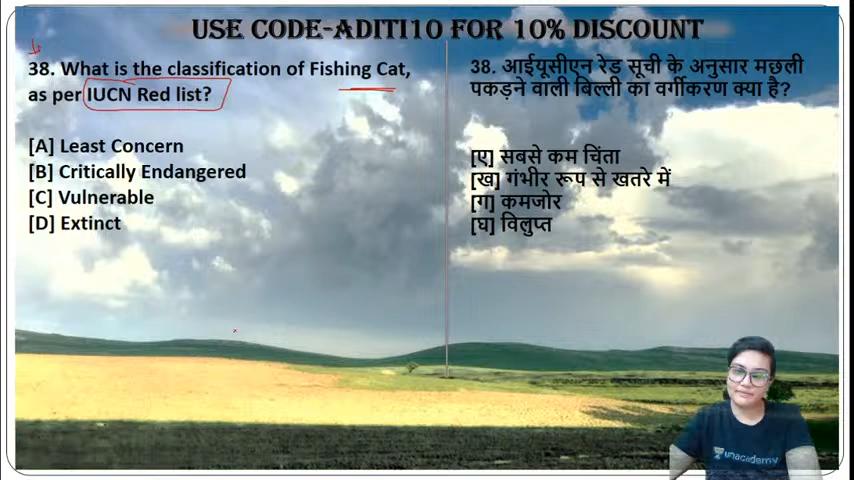 USE CODE-ADITI10 FOR 10% DISCOUNT
38. What is the classification of Fishing Cat,
as per IUCN Red list?
[A] Least Concern
[B] Critically Endangered
[C] Vulnerable
[D] Extinct
38. आईयूसीएन रेड सूची के अनुसार मछली
पकड़ने वाली बिल्ली का वर्गीकरण क्या है?
[ए] सबसे कम चिंता
[ख] गंभीर रूप से खतरे में
[ग] कमजोर
[घ] विलुप्त
unacademy